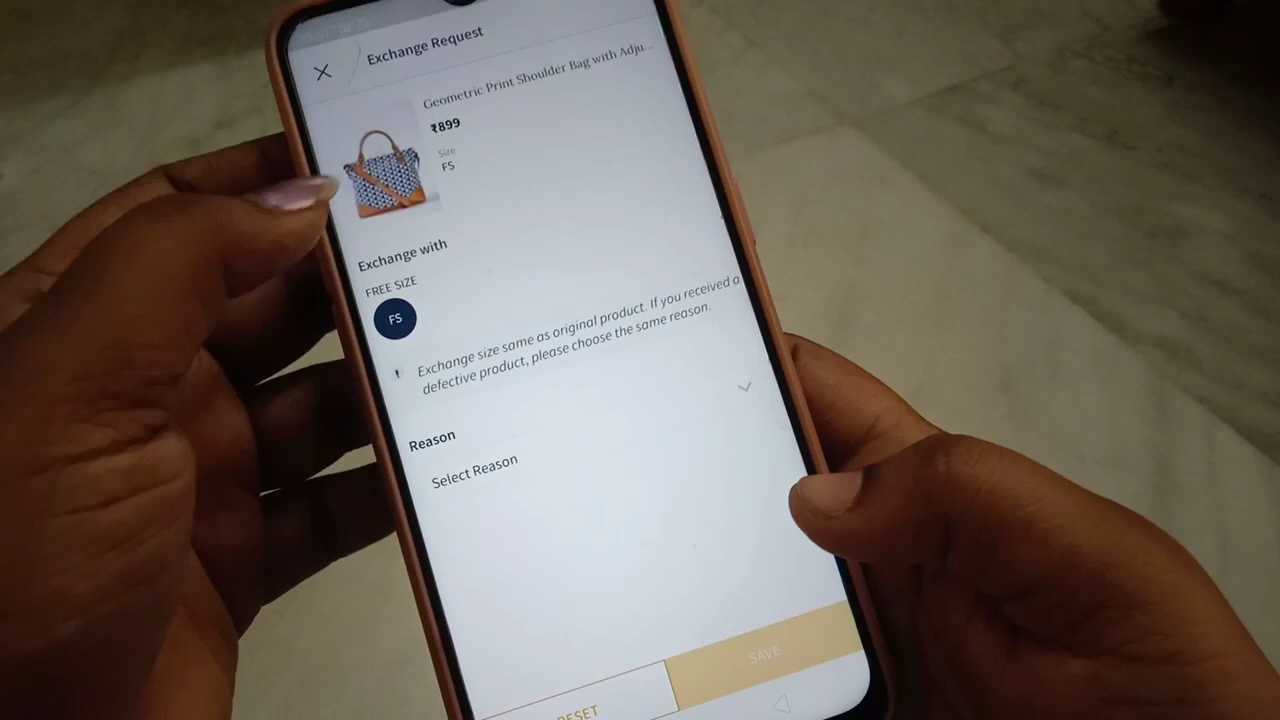 Exchange Request
Geometric Print Shoulder Bag with Adju...
₹899
Size
FS
Exchange with
FREE SIZE
FS
Exchange size same as original product. If you received a
defective product, please choose the same reason.
Reason
Select Reason
RESET
SAVE